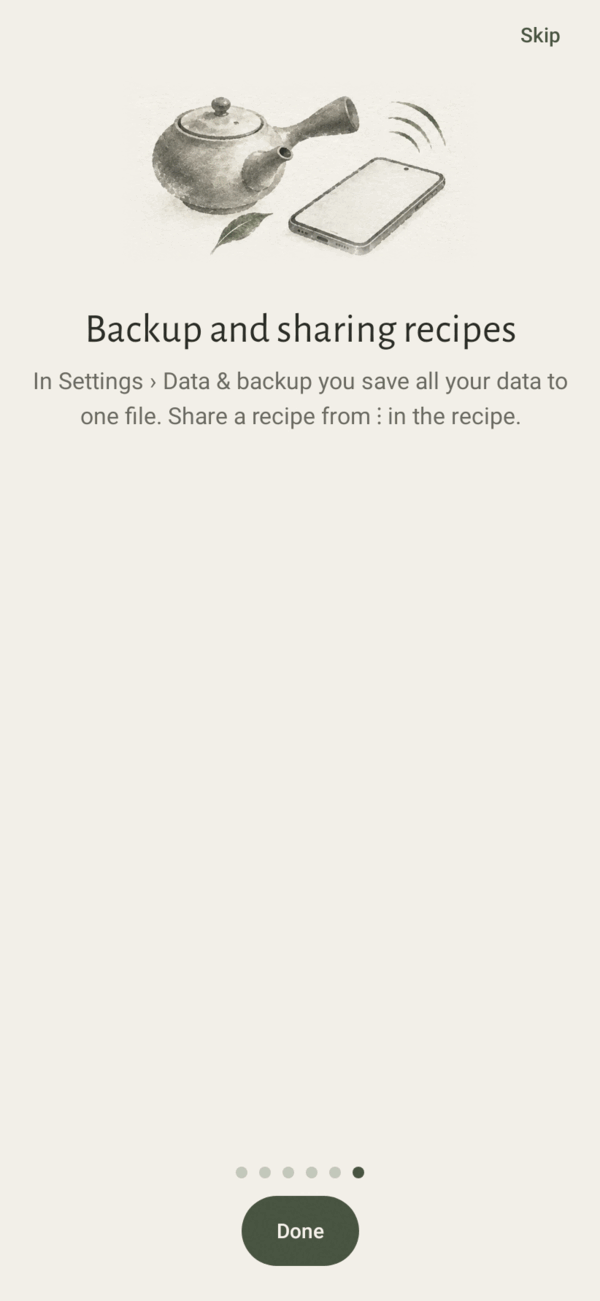 Skip
Backup and sharing recipes
In Settings › Data & backup you save all your data to
one file. Share a recipe from ⋮ in the recipe.
Done